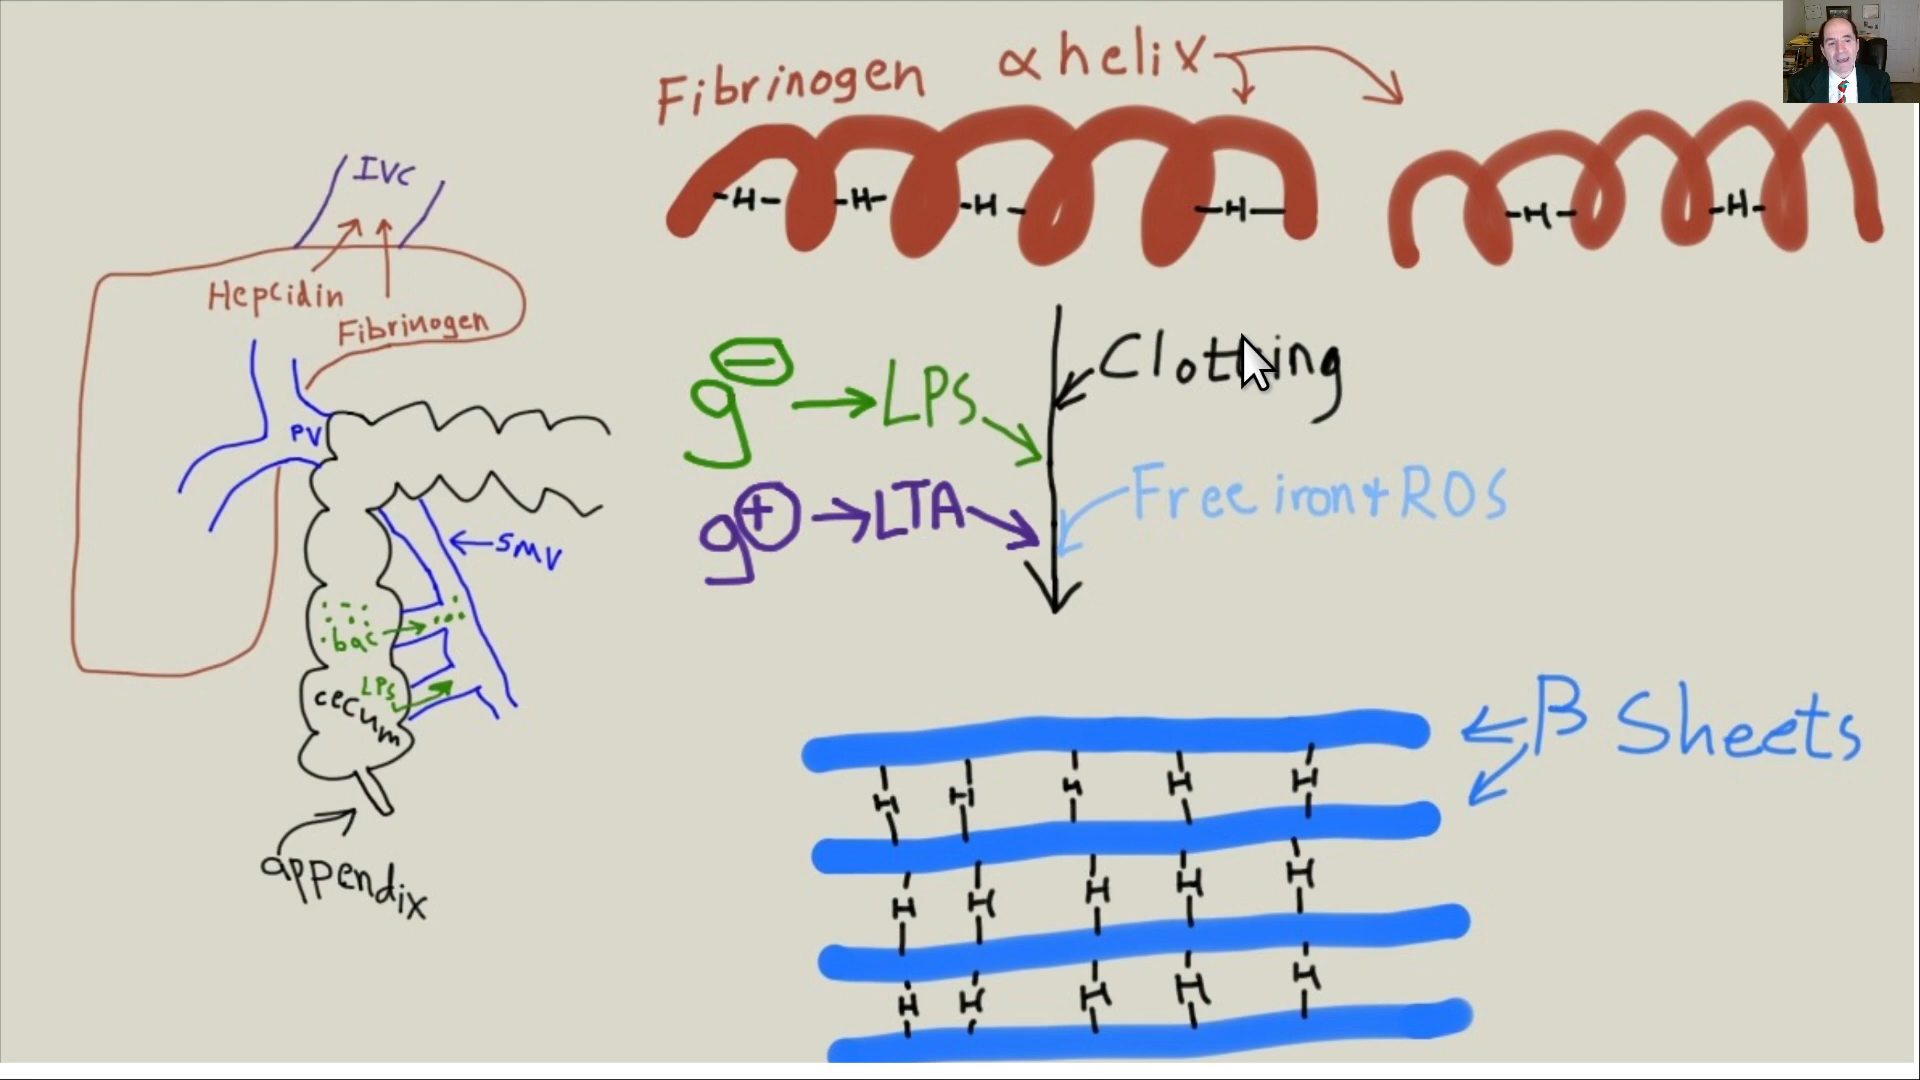 Fibrinogen α helix
-H- -H- -H- -H- -H- -H-
IVC
Hepcidin
Fibrinogen
PV
SMV
bac
LPS
cecum
appendix
g⊖ → LPS
Clotting
g⊕ → LTA
Free iron + ROS
β Sheets
H H H H H
H H H H H
H H H H H